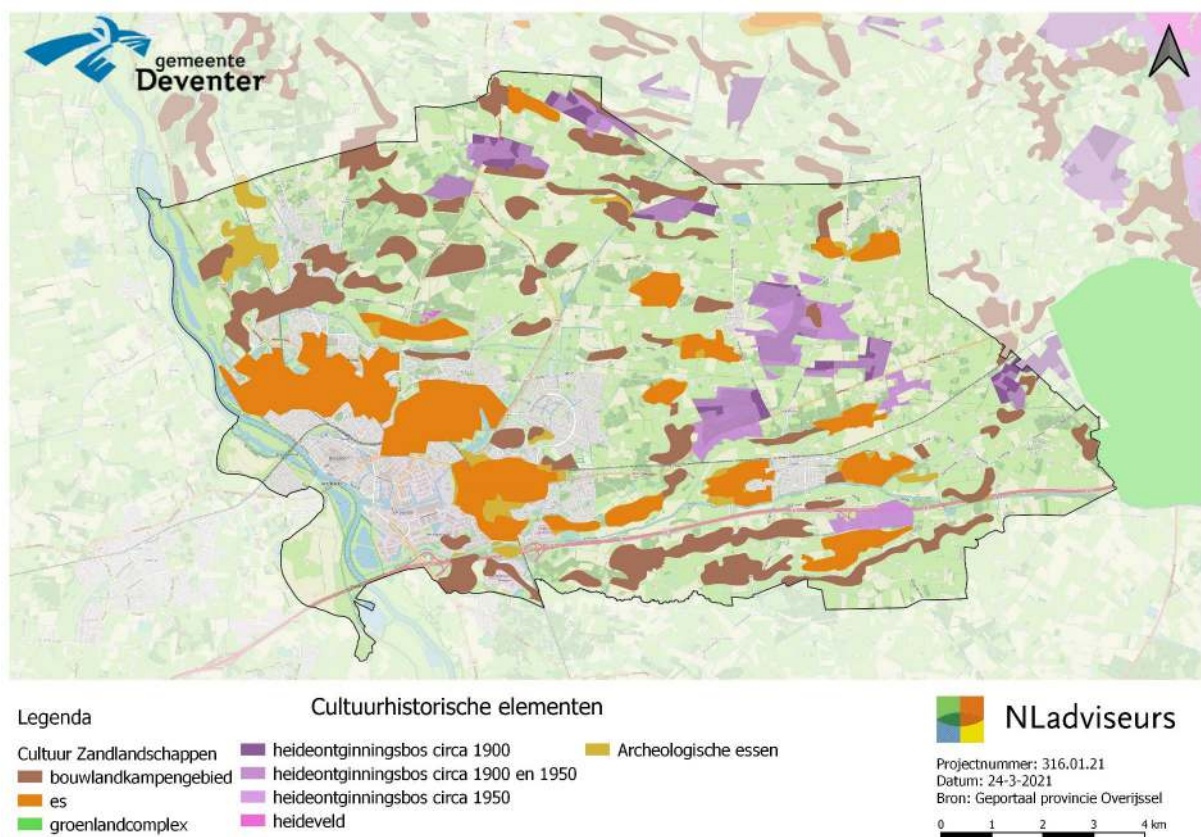 gemeente
Deventer
Legenda
Cultuurhistorische elementen
Cultuur Zandlandschappen
bouwlandkampengebied
es
groenlandcomplex
heideontginningsbos circa 1900
heideontginningsbos circa 1900 en 1950
heideontginningsbos circa 1950
heideveld
Archeologische essen
NLadviseurs
Projectnummer: 316.01.21
Datum: 24-3-2021
Bron: Geportaal provincie Overijssel
0 1 2 3 4 km